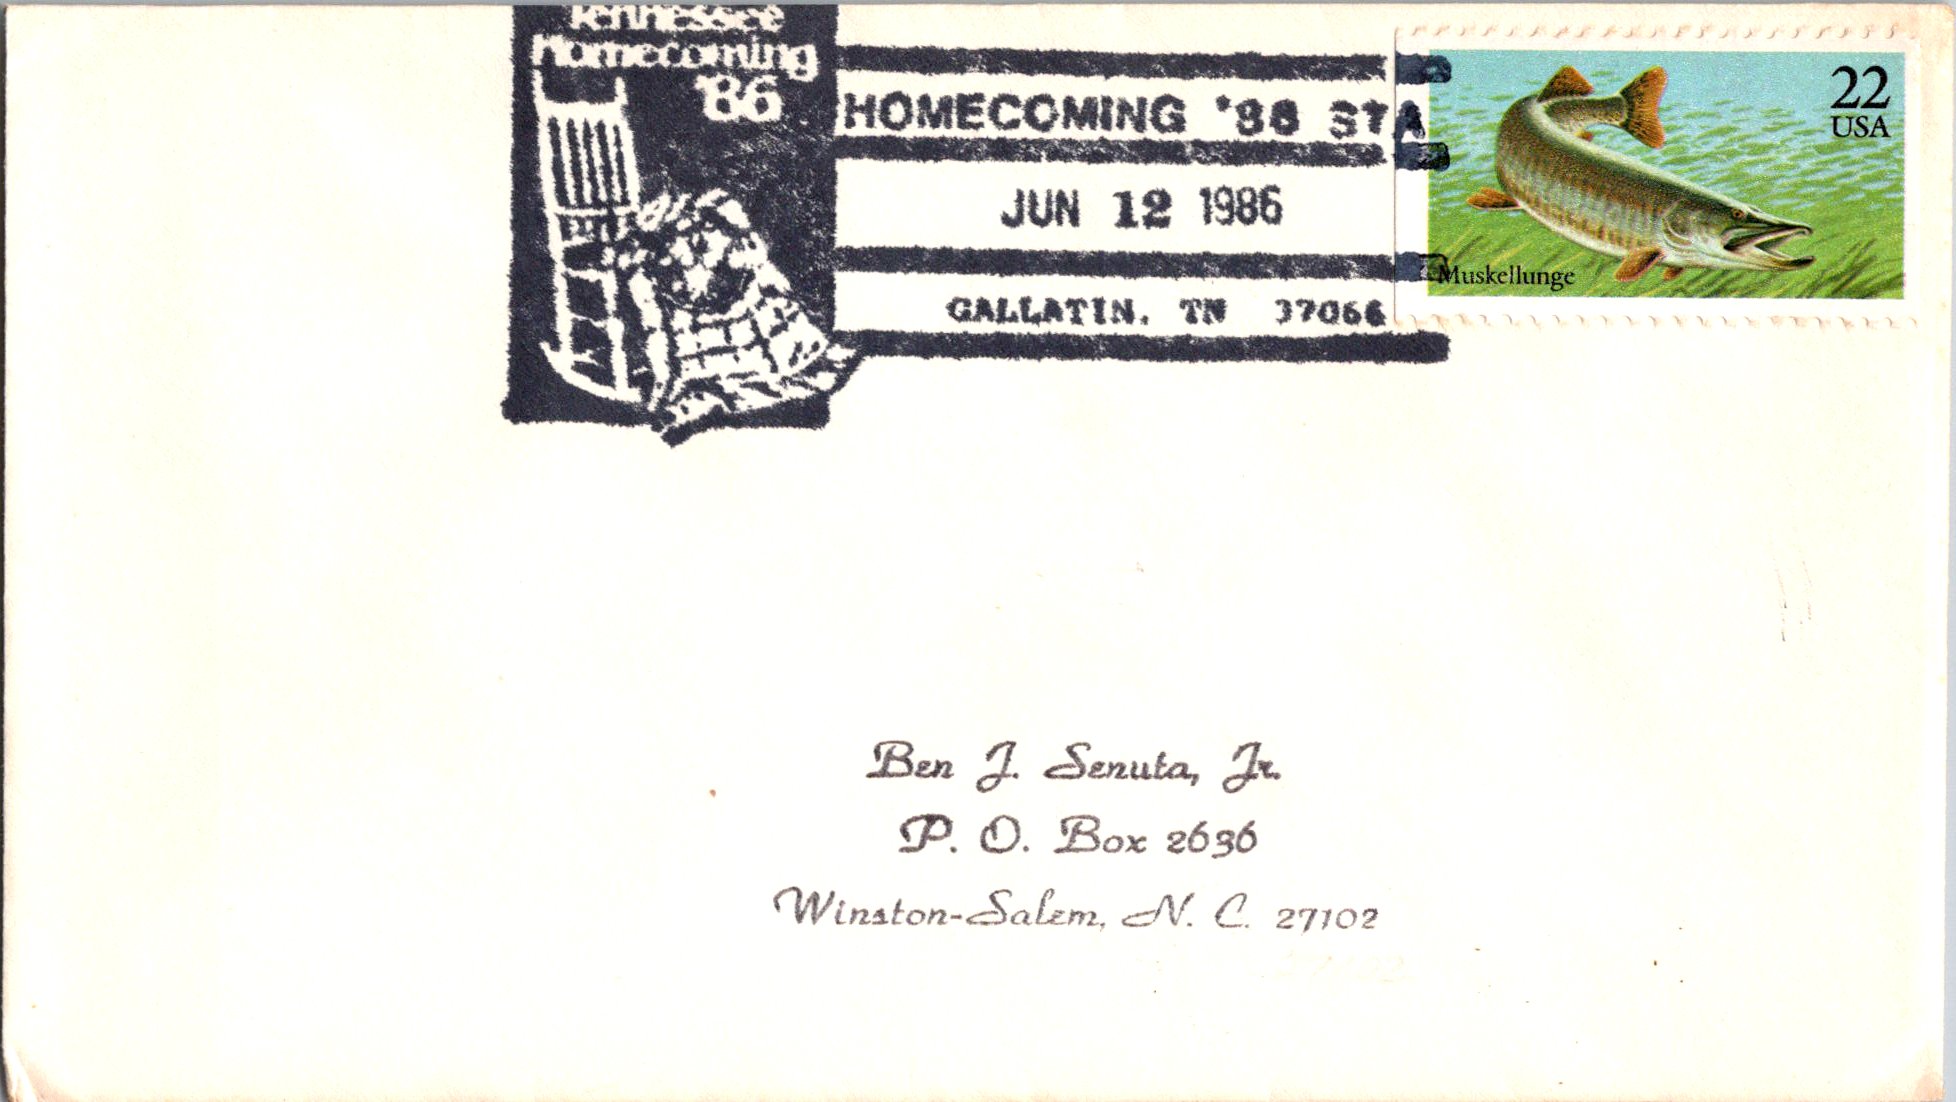 Tennessee
Homecoming
'86
HOMECOMING '86 STA
JUN 12 1986
GALLATIN, TN 37066
22
USA
Muskellunge
Ben J. Senuta, Jr.
P. O. Box 2636
Winston-Salem, N. C. 27102